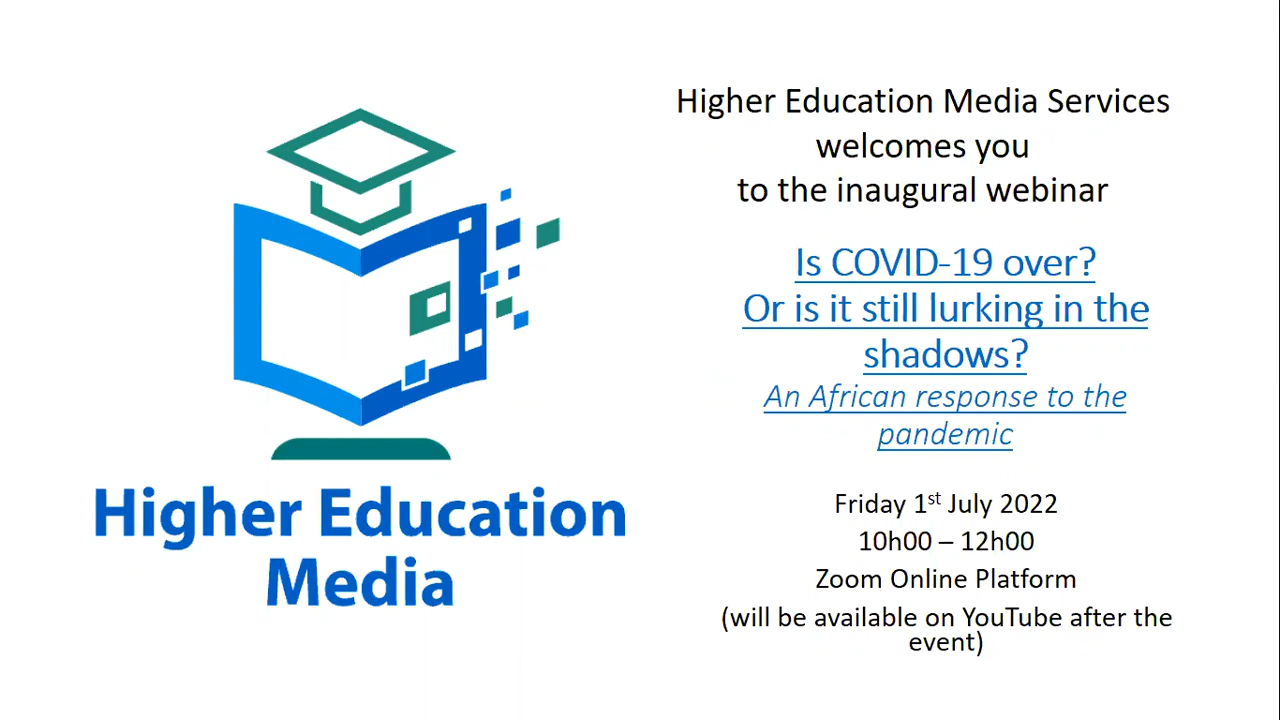 Higher Education Media Services
welcomes you
to the inaugural webinar
Is COVID-19 over?
Or is it still lurking in the
shadows?
An African response to the
pandemic
Friday 1st July 2022
10h00 – 12h00
Zoom Online Platform
(will be available on YouTube after the
event)
Higher Education
Media